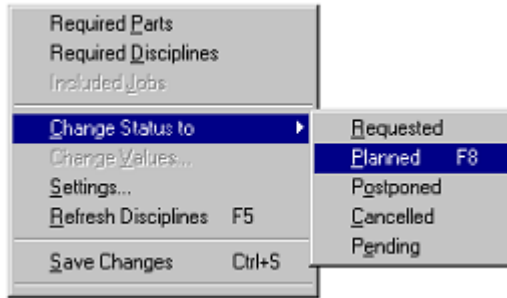 Required Parts
Required Disciplines
Included Jobs
Change Status to
Change Values...
Settings...
Refresh Disciplines F5
Save Changes Ctrl+S
Requested
Planned F8
Postponed
Cancelled
Pending